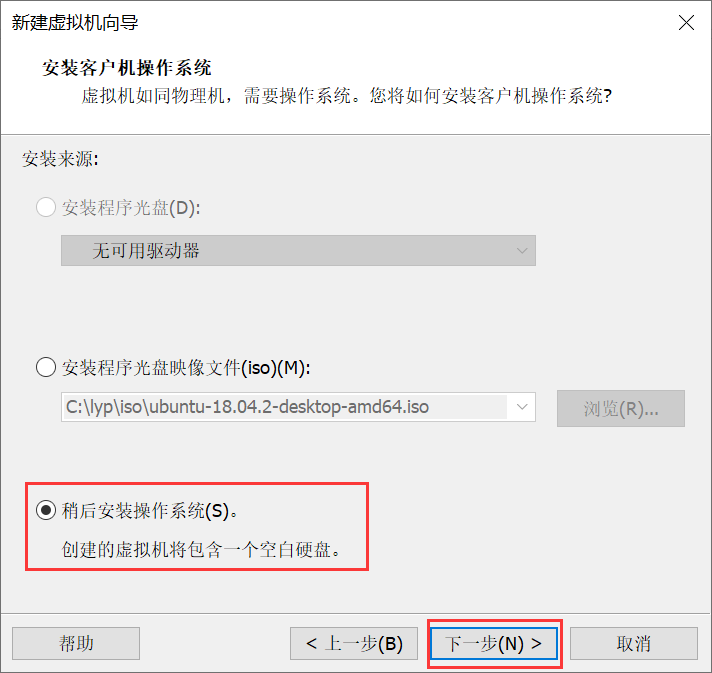 新建虚拟机向导
安装客户机操作系统
虚拟机如同物理机，需要操作系统。您将如何安装客户机操作系统?
安装来源:
安装程序光盘(D):
无可用驱动器
安装程序光盘映像文件(iso)(M):
C:\lyp\iso\ubuntu-18.04.2-desktop-amd64.iso
浏览(R)...
稍后安装操作系统(S)。
创建的虚拟机将包含一个空白硬盘。
帮助
< 上一步(B)
下一步(N) >
取消